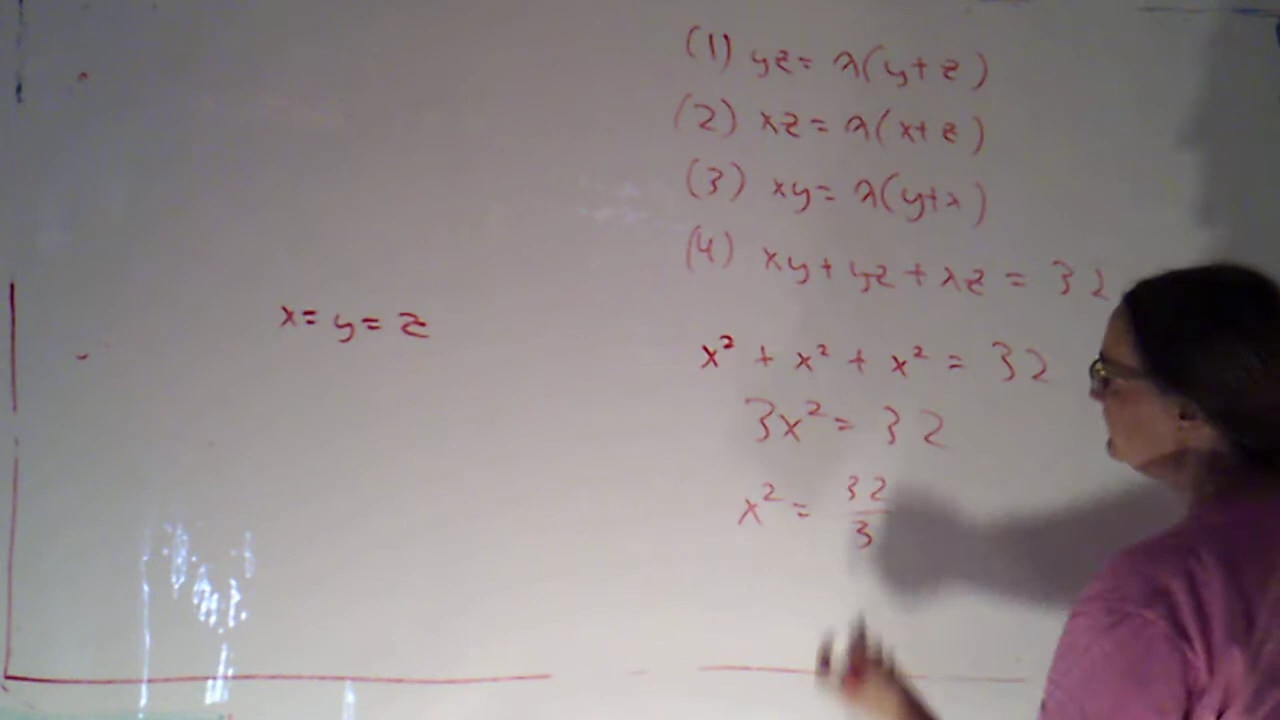 (1) yz = λ(y+z)
(2) xz = λ(x+z)
(3) xy = λ(y+x)
(4) xy + yz + xz = 32
x = y = z
x² + x² + x² = 32
3x² = 32
x² = 32/3